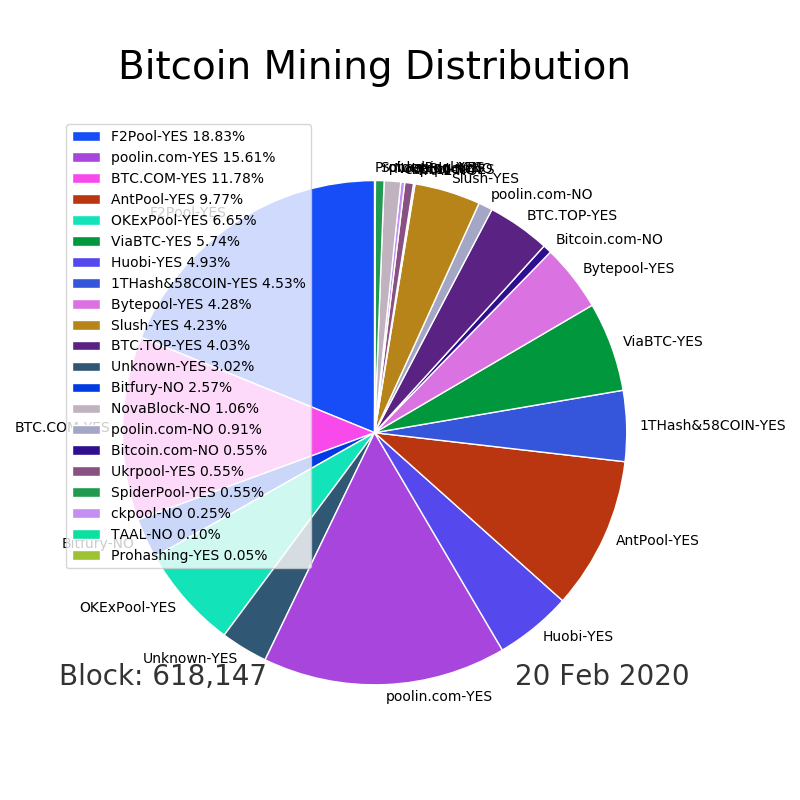 Bitcoin Mining Distribution
F2Pool-YES 18.83%
poolin.com-YES 15.61%
BTC.COM-YES 11.78%
AntPool-YES 9.77%
OKExPool-YES 6.65%
ViaBTC-YES 5.74%
Huobi-YES 4.93%
1THash&58COIN-YES 4.53%
Bytepool-YES 4.28%
Slush-YES 4.23%
BTC.TOP-YES 4.03%
Unknown-YES 3.02%
Bitfury-NO 2.57%
NovaBlock-NO 1.06%
poolin.com-NO 0.91%
Bitcoin.com-NO 0.55%
Ukrpool-YES 0.55%
SpiderPool-YES 0.55%
ckpool-NO 0.25%
TAAL-NO 0.10%
Prohashing-YES 0.05%
Slush-YES
poolin.com-NO
BTC.TOP-YES
Bitcoin.com-NO
Bytepool-YES
ViaBTC-YES
1THash&58COIN-YES
AntPool-YES
Huobi-YES
poolin.com-YES
Unknown-YES
OKExPool-YES
Bitfury-NO
BTC.COM-YES
F2Pool-YES
Block: 618,147
20 Feb 2020